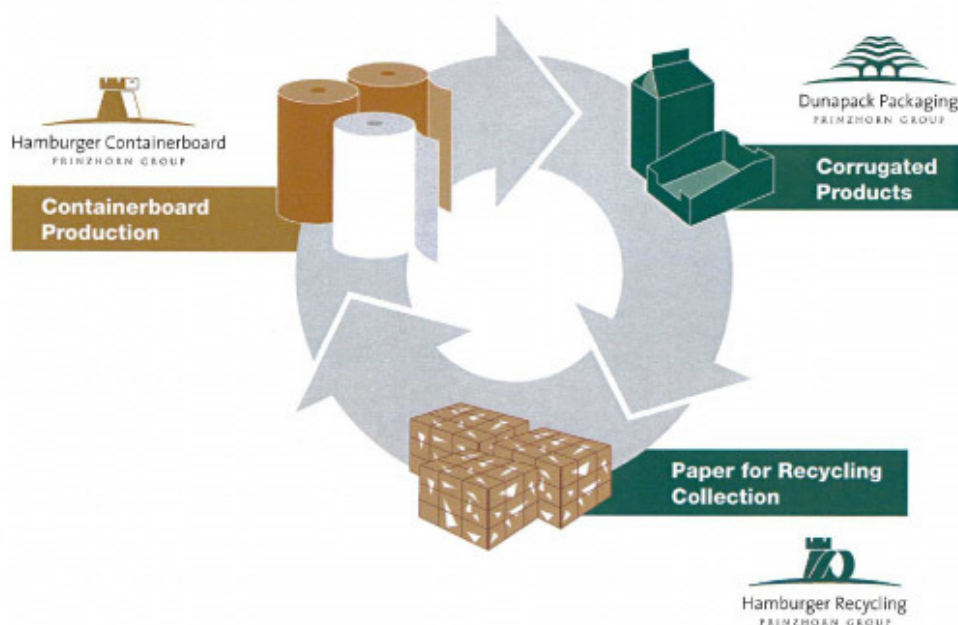 Hamburger Containerboard
PRINZHORN GROUP
Containerboard
Production
Dunapack Packaging
PRINZHORN GROUP
Corrugated
Products
Paper for Recycling
Collection
Hamburger Recycling
PRINZHORN GROUP